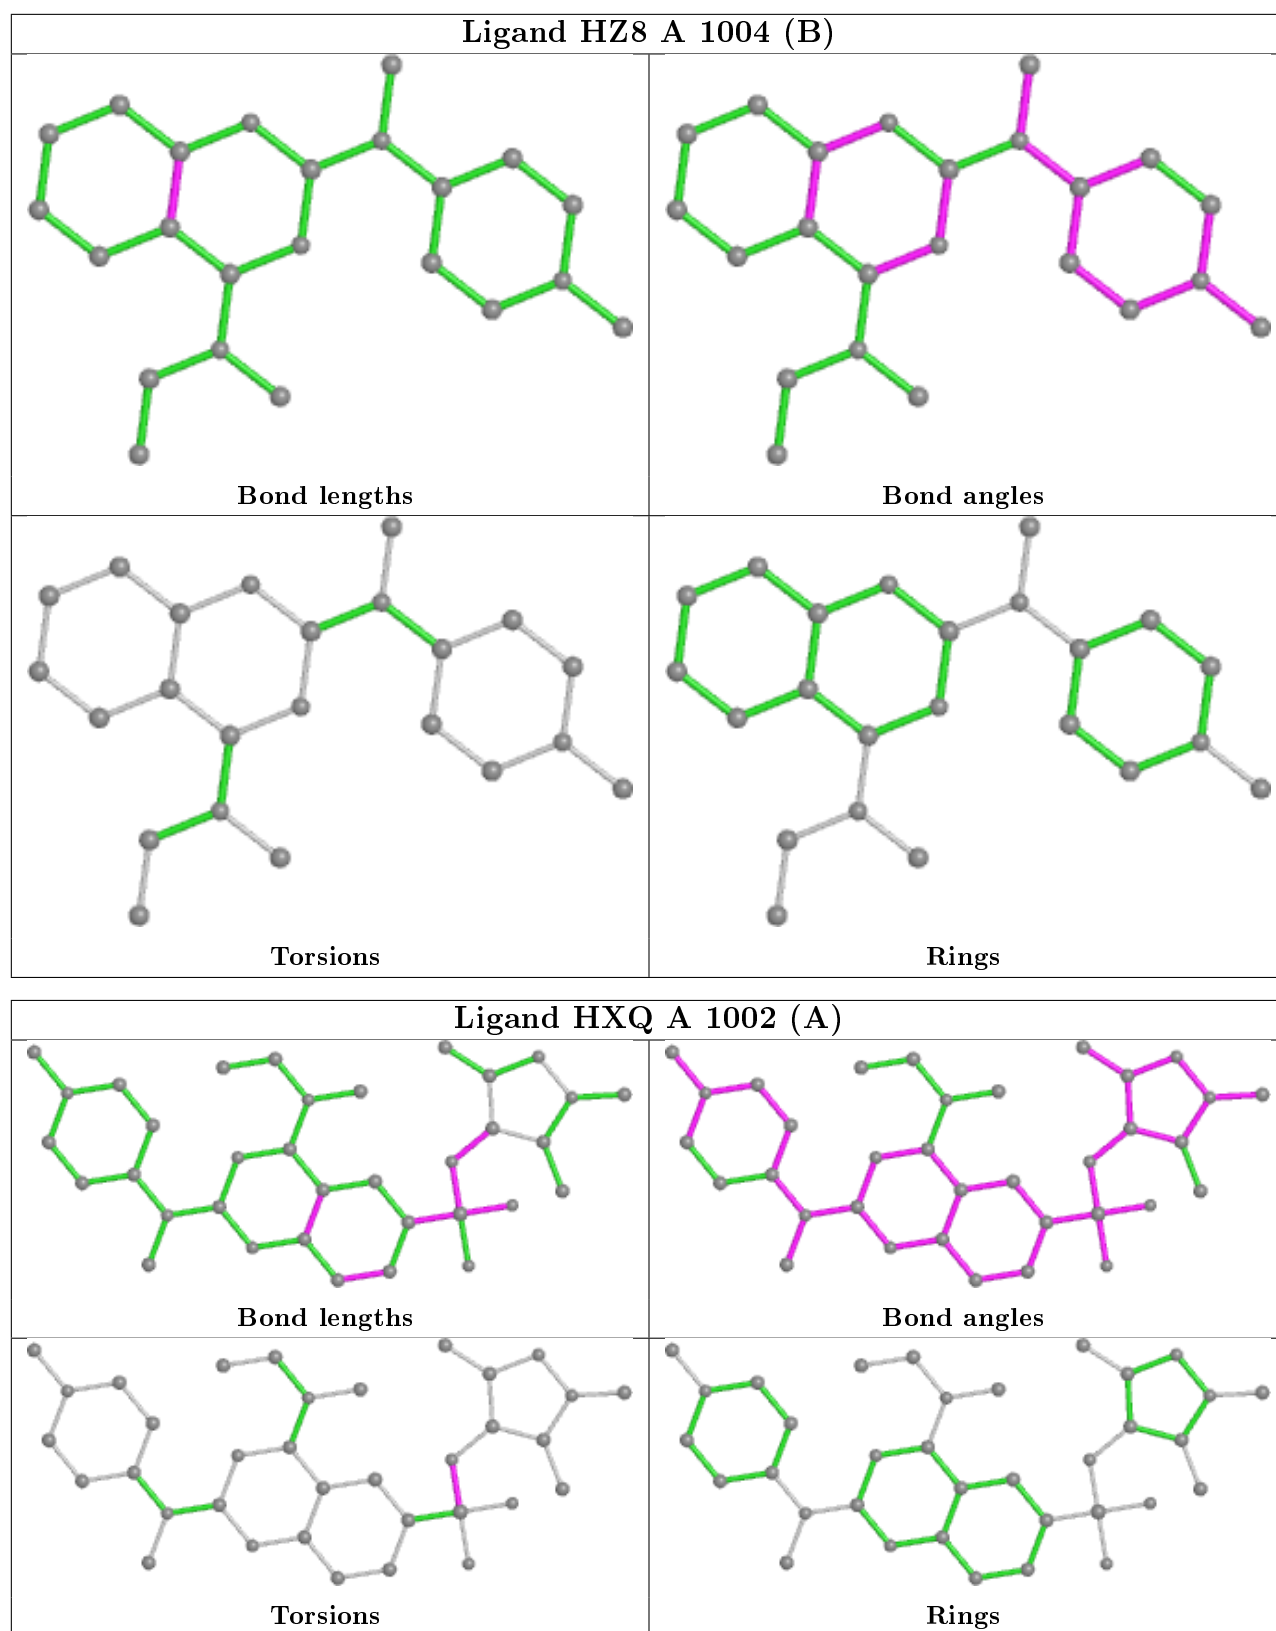 Ligand HZ8 A 1004 (B)
Bond lengths
Bond angles
Torsions
Rings
Ligand HXQ A 1002 (A)
Bond lengths
Bond angles
Torsions
Rings